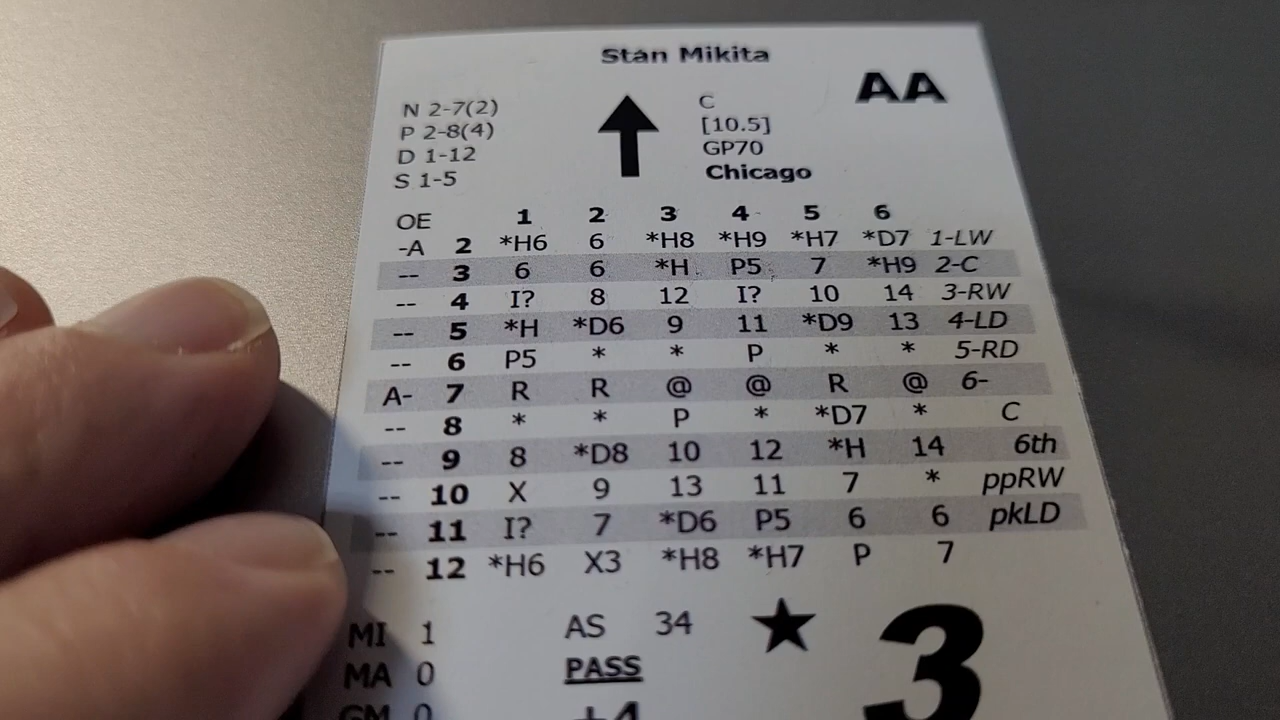 Stan Mikita
AA
N 2-7(2)
P 2-8(4)
D 1-12
S 1-5
C
[10.5]
GP70
Chicago
OE 1 2 3 4 5 6
-A 2 *H6 6 *H8 *H9 *H7 *D7 1-LW
-- 3 6 6 *H P5 7 *H9 2-C
-- 4 I? 8 12 I? 10 14 3-RW
-- 5 *H *D6 9 11 *D9 13 4-LD
-- 6 P5 * * P * * 5-RD
A- 7 R R @ @ R @ 6-
-- 8 * * P * *D7 * C
-- 9 8 *D8 10 12 *H 14 6th
-- 10 X 9 13 11 7 * ppRW
-- 11 I? 7 *D6 P5 6 6 pkLD
-- 12 *H6 X3 *H8 *H7 P 7
MI 1 AS 34 ★ 3
MA 0 PASS
GM 0 +4